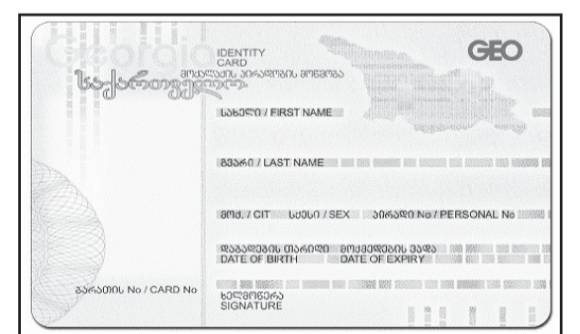 Georgia
საქართველო
IDENTITY
CARD
GEO
მოქალაქის პირადობის მოწმობა
სახელი / FIRST NAME
გვარი / LAST NAME
მოქ. / CIT სქესი / SEX პირადი No / PERSONAL No
დაბადების თარიღი მოქმედების ვადა
DATE OF BIRTH DATE OF EXPIRY
ბარათის No / CARD No
ხელმოწერა
SIGNATURE